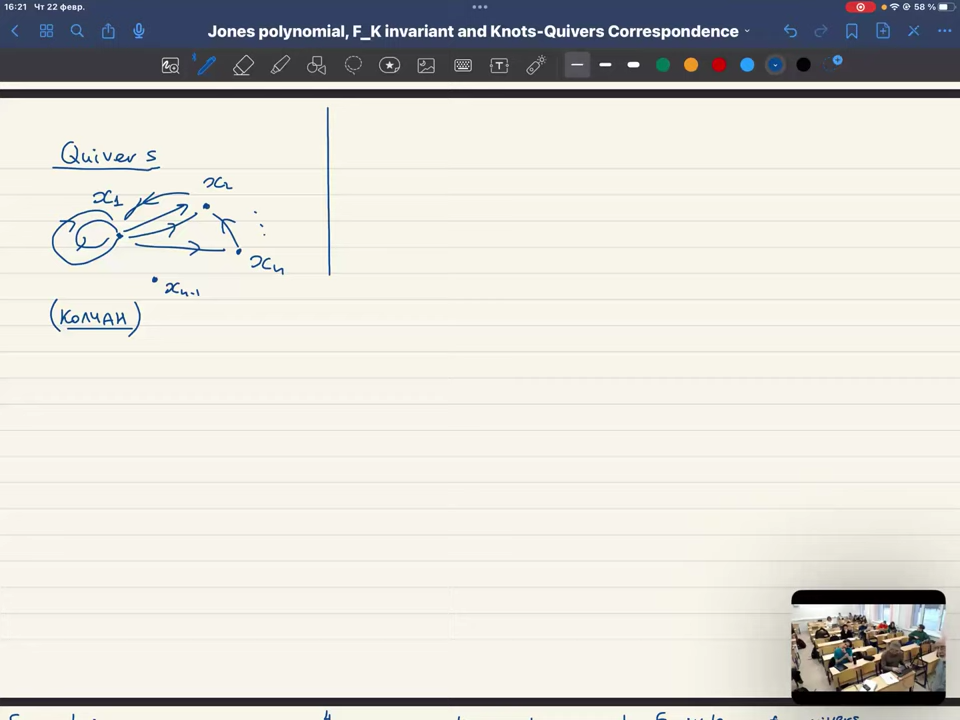 16:21 Чт 22 февр.
58 %
Jones polynomial, F_K invariant and Knots-Quivers Correspondence
Quivers
x1
x2
xn
xn-1
(КОЛЧАН)